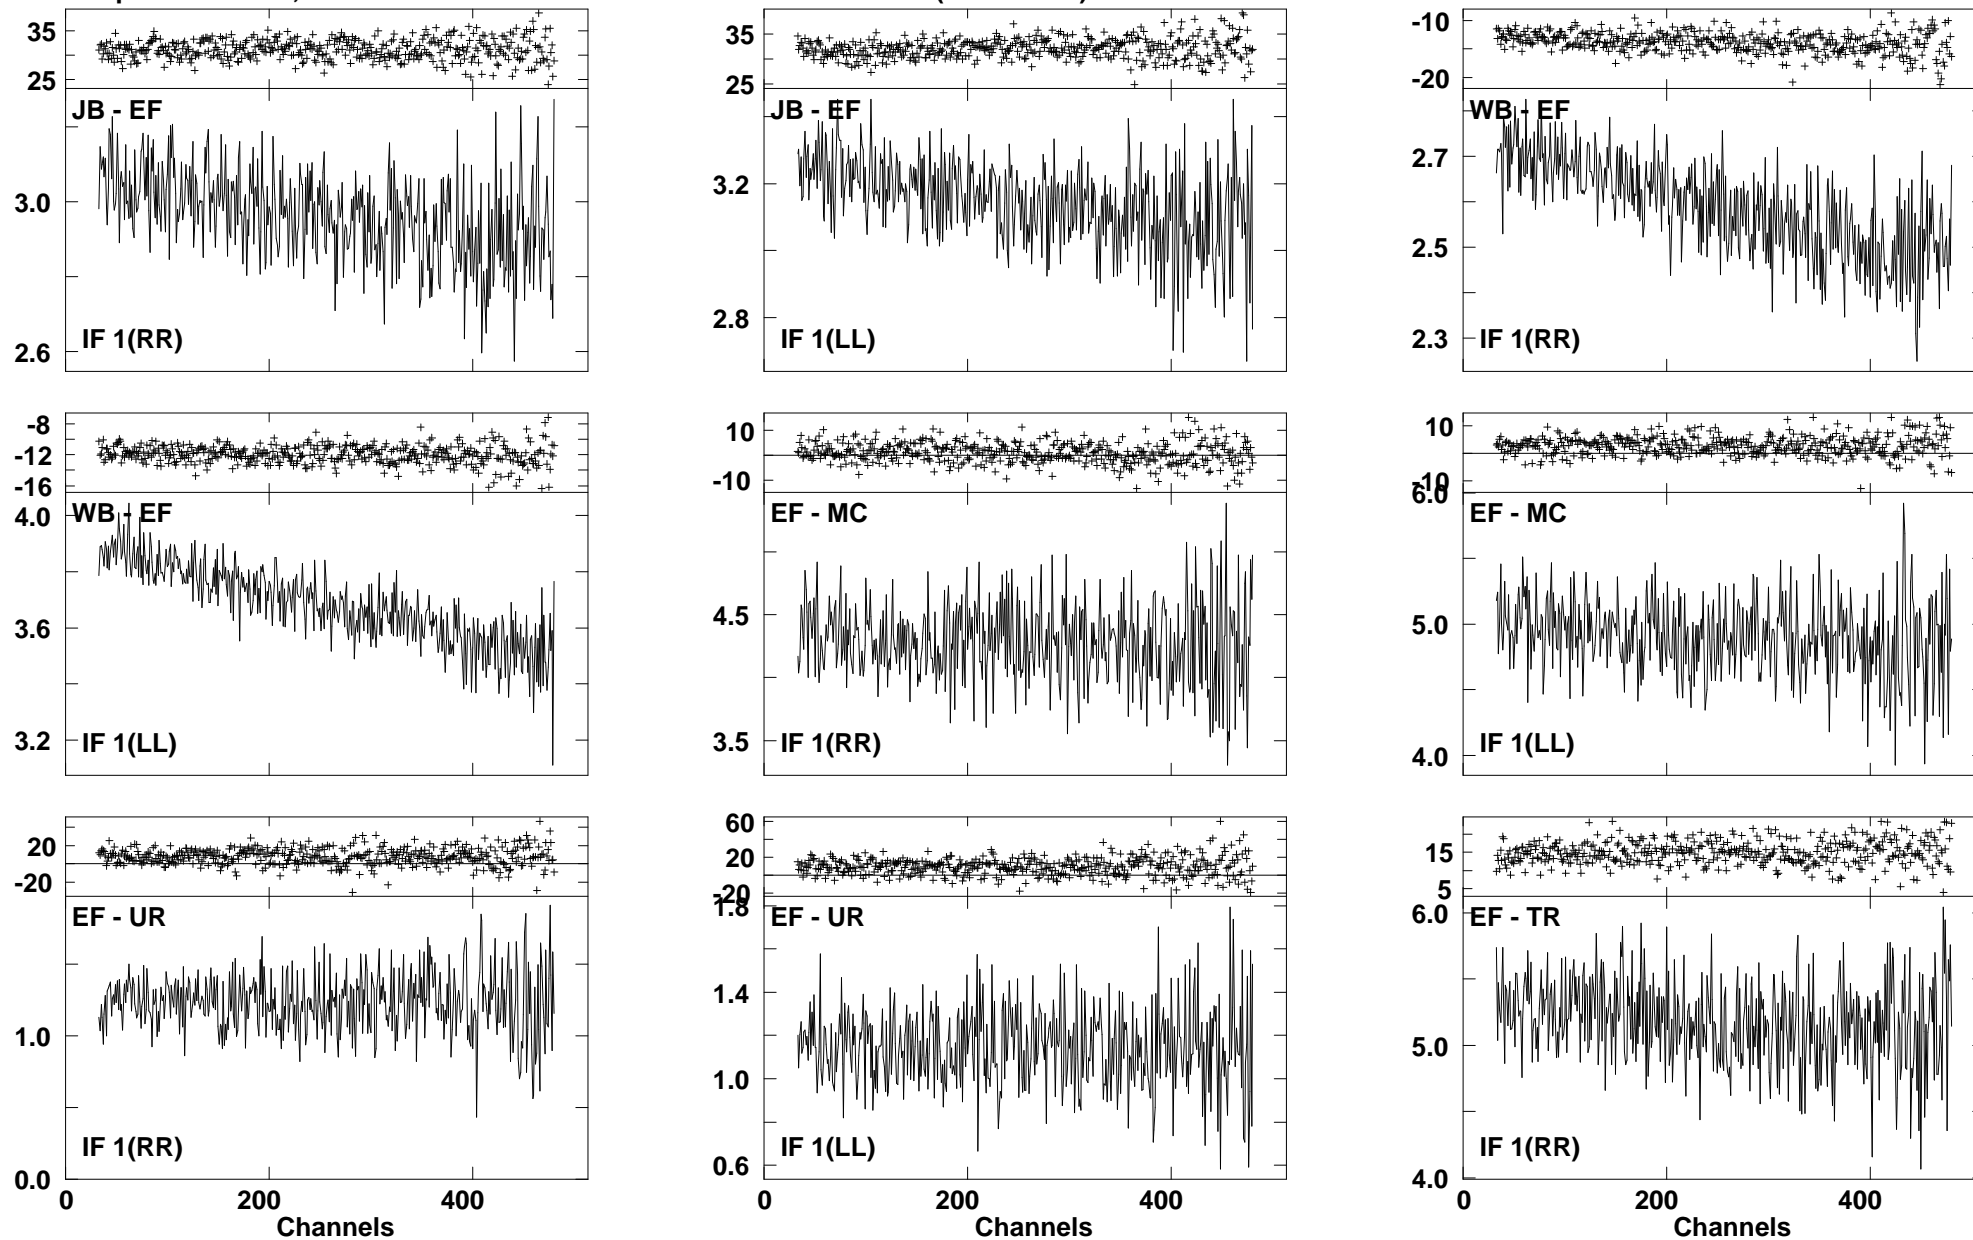 35
25
JB - EF
3.0
2.6
IF 1(RR)
35
25
JB - EF
3.2
2.8
IF 1(LL)
-10
-20
WB - EF
2.7
2.5
2.3
IF 1(RR)
-8
-12
-16
WB - EF
4.0
3.6
3.2
IF 1(LL)
10
-10
EF - MC
4.5
3.5
IF 1(RR)
10
-10
6.0
EF - MC
5.0
4.0
IF 1(LL)
20
-20
EF - UR
1.0
0.0
IF 1(RR)
0 200 400
Channels
60
20
-20
1.8
EF - UR
1.4
1.0
0.6
IF 1(LL)
0 200 400
Channels
15
5
6.0
EF - TR
5.0
4.0
IF 1(RR)
0 200 400
Channels